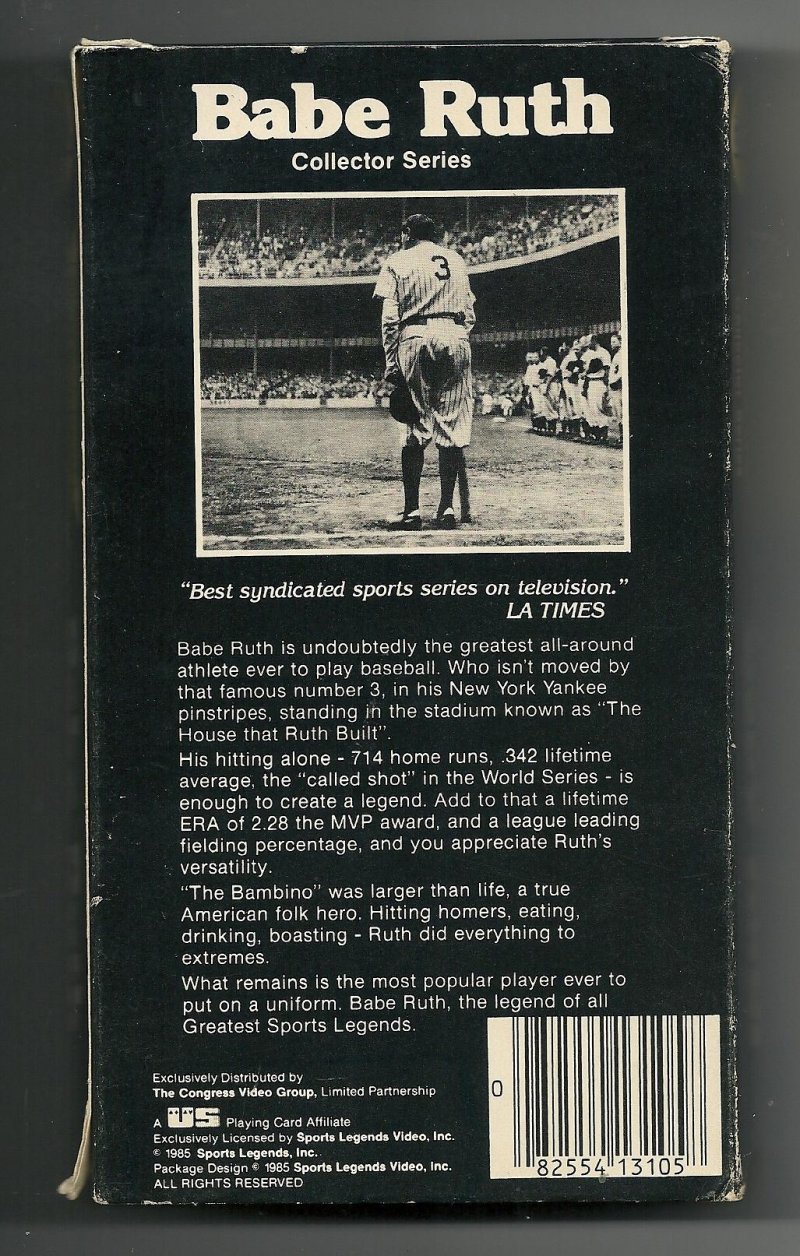 Babe Ruth
Collector Series
3
“Best syndicated sports series on television.”
LA TIMES
Babe Ruth is undoubtedly the greatest all-around
athlete ever to play baseball. Who isn't moved by
that famous number 3, in his New York Yankee
pinstripes, standing in the stadium known as “The
House that Ruth Built”.
His hitting alone - 714 home runs, .342 lifetime
average, the “called shot” in the World Series - is
enough to create a legend. Add to that a lifetime
ERA of 2.28 the MVP award, and a league leading
fielding percentage, and you appreciate Ruth's
versatility.
“The Bambino” was larger than life, a true
American folk hero. Hitting homers, eating,
drinking, boasting - Ruth did everything to
extremes.
What remains is the most popular player ever to
put on a uniform. Babe Ruth, the legend of all
Greatest Sports Legends.
Exclusively Distributed by
The Congress Video Group, Limited Partnership
A US Playing Card Affiliate
Exclusively Licensed by Sports Legends Video, Inc.
© 1985 Sports Legends, Inc.
Package Design © 1985 Sports Legends Video, Inc.
ALL RIGHTS RESERVED
0 82554 13105